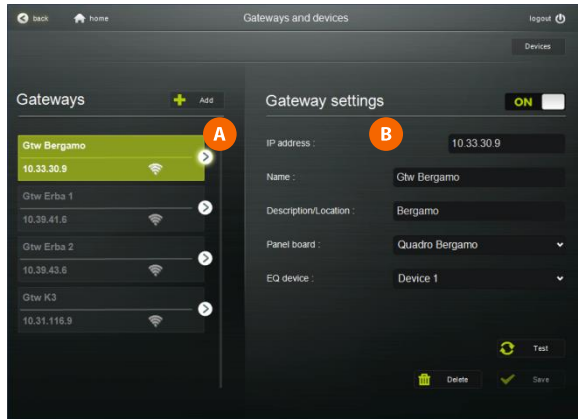 back home Gateways and devices logout
Devices
Gateways Add Gateway settings ON
A
B
Gtw Bergamo
10.33.30.9
Gtw Erba 1
10.39.41.6
Gtw Erba 2
10.39.43.6
Gtw K3
10.31.116.9
IP address : 10.33.30.9
Name : Gtw Bergamo
Description/Location : Bergamo
Panel board : Quadro Bergamo
EQ device : Device 1
Test
Delete Save